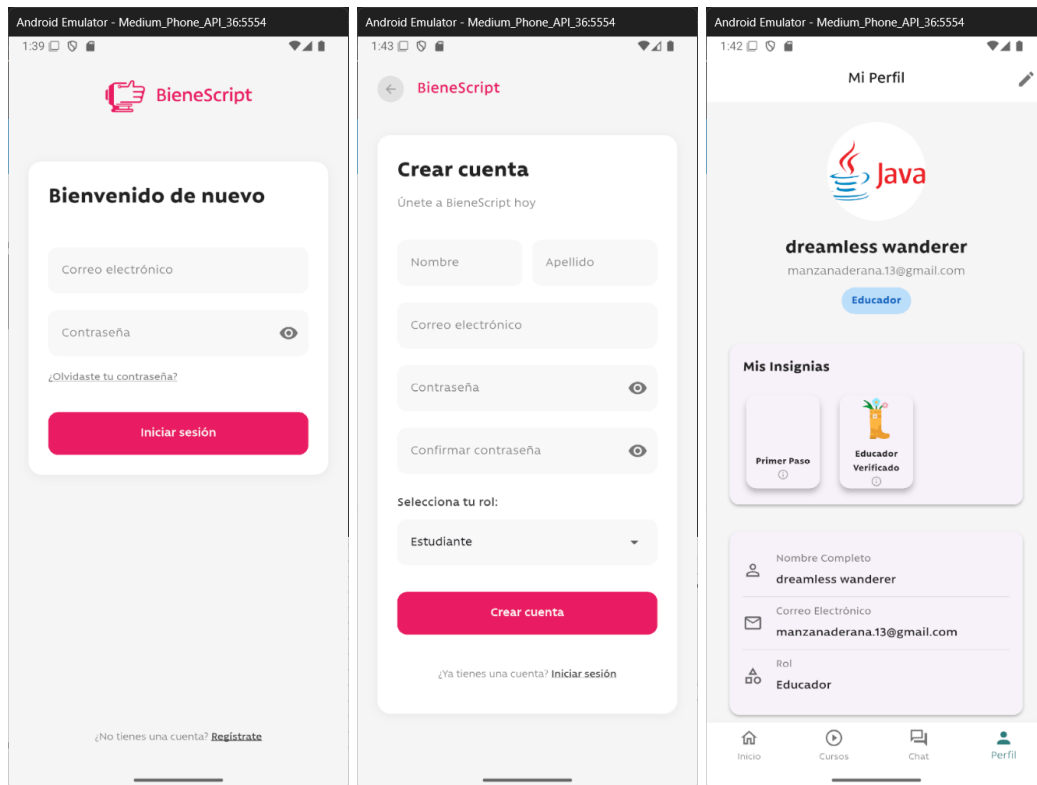 Android Emulator - Medium_Phone_API_36:5554
1:39
BieneScript
Bienvenido de nuevo
Correo electrónico
Contraseña
¿Olvidaste tu contraseña?
Iniciar sesión
¿No tienes una cuenta? Regístrate
Android Emulator - Medium_Phone_API_36:5554
1:43
BieneScript
Crear cuenta
Únete a BieneScript hoy
Nombre Apellido
Correo electrónico
Contraseña
Confirmar contraseña
Selecciona tu rol:
Estudiante
Crear cuenta
¿Ya tienes una cuenta? Iniciar sesión
Android Emulator - Medium_Phone_API_36:5554
1:42
Mi Perfil
Java
dreamless wanderer
manzanaderana.13@gmail.com
Educador
Mis Insignias
Primer Paso
Educador
Verificado
Nombre Completo
dreamless wanderer
Correo Electrónico
manzanaderana.13@gmail.com
Rol
Educador
Inicio Cursos Chat Perfil